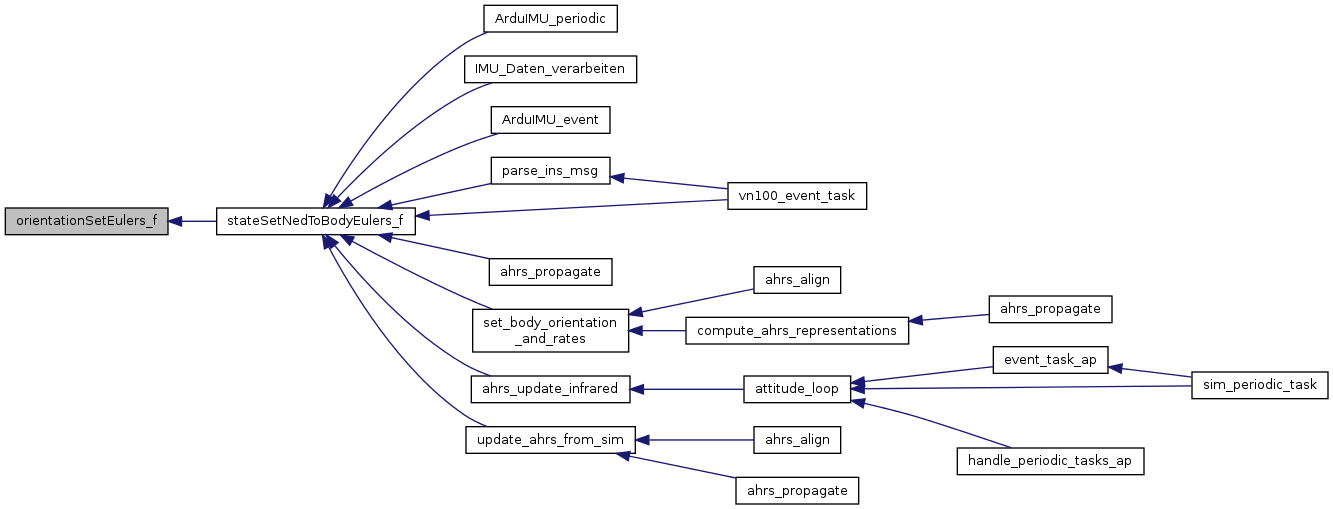 ArduIMU_periodic
IMU_Daten_verarbeiten
ArduIMU_event
parse_ins_msg
vn100_event_task
orientationSetEulers_f
stateSetNedToBodyEulers_f
ahrs_propagate
ahrs_align
set_body_orientation
_and_rates
compute_ahrs_representations
ahrs_propagate
event_task_ap
ahrs_update_infrared
attitude_loop
sim_periodic_task
update_ahrs_from_sim
ahrs_align
handle_periodic_tasks_ap
ahrs_propagate